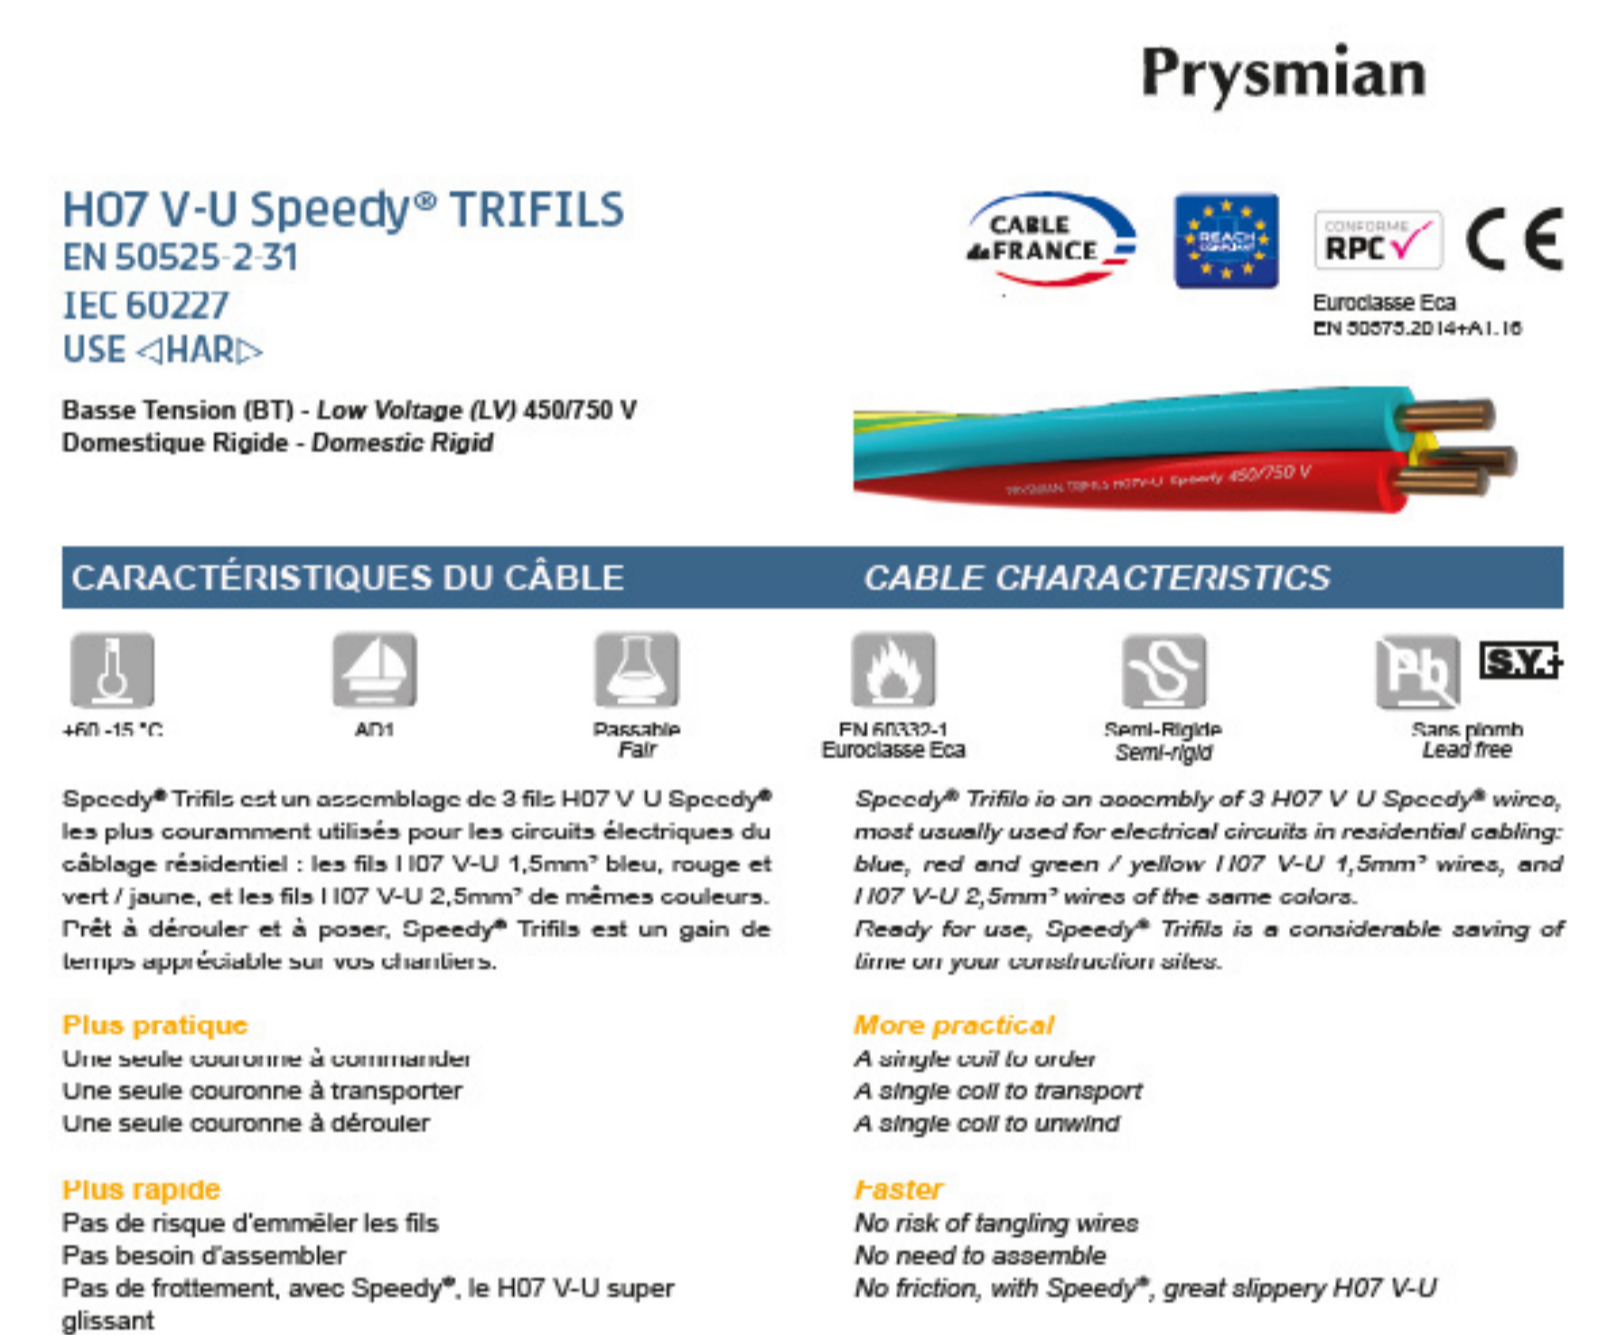 Prysmian
H07 V-U Speedy® TRIFILS
EN 50525-2-31
IEC 60227
USE ◁HAR▷
CABLE
de FRANCE
REACH
COMPLIANT
CONFORME
RPC
CE
Euroclasse Eca
EN 50575:2014+A1:16
Basse Tension (BT) - Low Voltage (LV) 450/750 V
Domestique Rigide - Domestic Rigid
PRYSMIAN TRIFILS H07V-U Speedy 450/750 V
CARACTÉRISTIQUES DU CÂBLE
CABLE CHARACTERISTICS
Pb
S.Y.+
+60 -15 °C
AD1
Passable
Fair
EN 60332-1
Euroclasse Eca
Semi-Rigide
Semi-rigid
Sans plomb
Lead free
Speedy® Trifils est un assemblage de 3 fils H07 V-U Speedy®
les plus couramment utilisés pour les circuits électriques du
câblage résidentiel : les fils H07 V-U 1,5mm² bleu, rouge et
vert / jaune, et les fils H07 V-U 2,5mm² de mêmes couleurs.
Prêt à dérouler et à poser, Speedy® Trifils est un gain de
temps appréciable sur vos chantiers.
Speedy® Trifils is an assembly of 3 H07 V-U Speedy® wires,
most usually used for electrical circuits in residential cabling:
blue, red and green / yellow H07 V-U 1,5mm² wires, and
H07 V-U 2,5mm² wires of the same colors.
Ready for use, Speedy® Trifils is a considerable saving of
time on your construction sites.
Plus pratique
Une seule couronne à commander
Une seule couronne à transporter
Une seule couronne à dérouler
More practical
A single coil to order
A single coil to transport
A single coil to unwind
Plus rapide
Pas de risque d'emmêler les fils
Pas besoin d'assembler
Pas de frottement, avec Speedy®, le H07 V-U super
glissant
Faster
No risk of tangling wires
No need to assemble
No friction, with Speedy®, great slippery H07 V-U